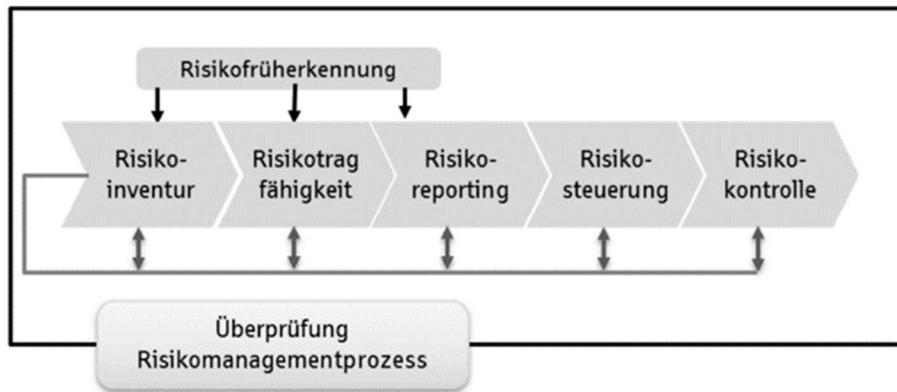 Risikofrüherkennung
Risiko-
inventur
Risikotrag
fähigkeit
Risiko-
reporting
Risiko-
steuerung
Risiko-
kontrolle
Überprüfung
Risikomanagementprozess